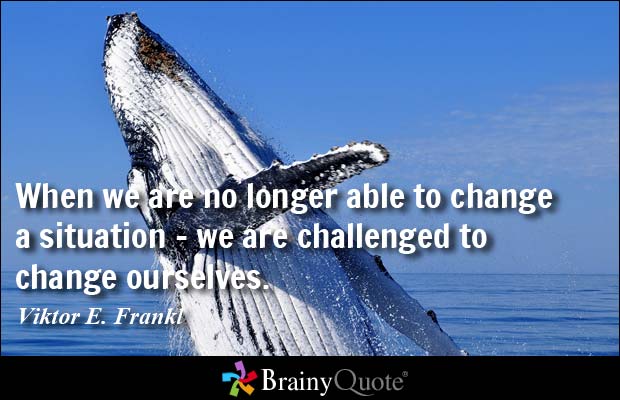 When we are no longer able to change
a situation - we are challenged to
change ourselves.
Viktor E. Frankl
BrainyQuote®